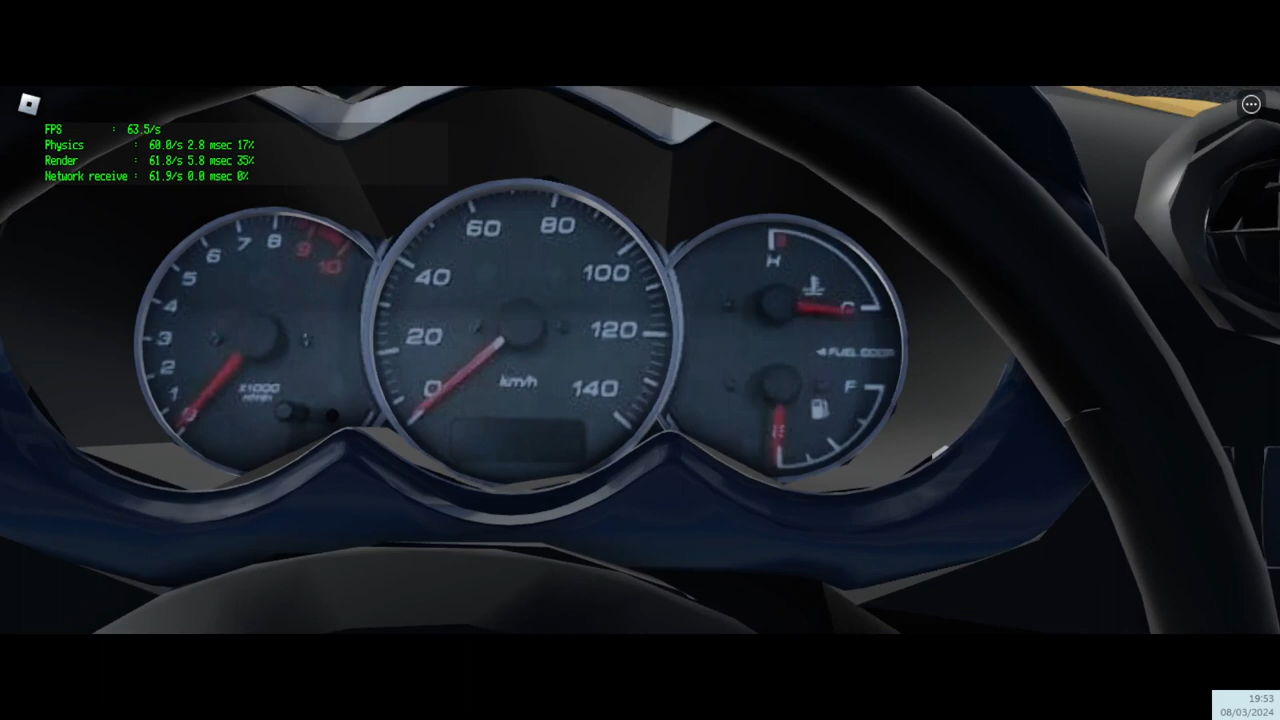 FPS : 63.5/s
Physics : 60.0/s 2.8 msec 17%
Render : 61.8/s 5.8 msec 35%
Network receive : 61.9/s 0.0 msec 0%
0 1 2 3 4 5 6 7 8 9 10
x1000
0 20 40 60 80 100 120 140
km/h
H
C
FUEL DOOR
F
19:53
08/03/2024